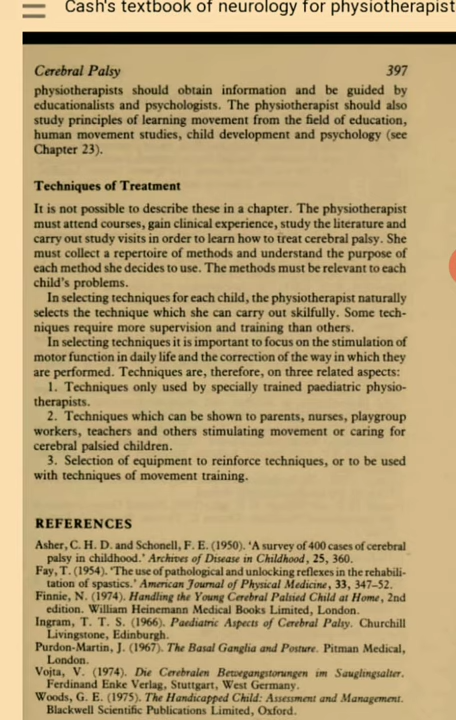 Cash's textbook of neurology for physiotherapist
Cerebral Palsy 397
physiotherapists should obtain information and be guided by
educationalists and psychologists. The physiotherapist should also
study principles of learning movement from the field of education,
human movement studies, child development and psychology (see
Chapter 23).
Techniques of Treatment
It is not possible to describe these in a chapter. The physiotherapist
must attend courses, gain clinical experience, study the literature and
carry out study visits in order to learn how to treat cerebral palsy. She
must collect a repertoire of methods and understand the purpose of
each method she decides to use. The methods must be relevant to each
child's problems.
In selecting techniques for each child, the physiotherapist naturally
selects the technique which she can carry out skilfully. Some tech-
niques require more supervision and training than others.
In selecting techniques it is important to focus on the stimulation of
motor function in daily life and the correction of the way in which they
are performed. Techniques are, therefore, on three related aspects:
1. Techniques only used by specially trained paediatric physio-
therapists.
2. Techniques which can be shown to parents, nurses, playgroup
workers, teachers and others stimulating movement or caring for
cerebral palsied children.
3. Selection of equipment to reinforce techniques, or to be used
with techniques of movement training.
REFERENCES
Asher, C. H. D. and Schonell, F. E. (1950). 'A survey of 400 cases of cerebral
palsy in childhood.' Archives of Disease in Childhood, 25, 360.
Fay, T. (1954). 'The use of pathological and unlocking reflexes in the rehabili-
tation of spastics.' American Journal of Physical Medicine, 33, 347–52.
Finnie, N. (1974). Handling the Young Cerebral Palsied Child at Home, 2nd
edition. William Heinemann Medical Books Limited, London.
Ingram, T. T. S. (1966). Paediatric Aspects of Cerebral Palsy. Churchill
Livingstone, Edinburgh.
Purdon-Martin, J. (1967). The Basal Ganglia and Posture. Pitman Medical,
London.
Vojta, V. (1974). Die Cerebralen Bewegangstorungen im Sauglingsalter.
Ferdinand Enke Verlag, Stuttgart, West Germany.
Woods, G. E. (1975). The Handicapped Child: Assessment and Management.
Blackwell Scientific Publications Limited, Oxford.